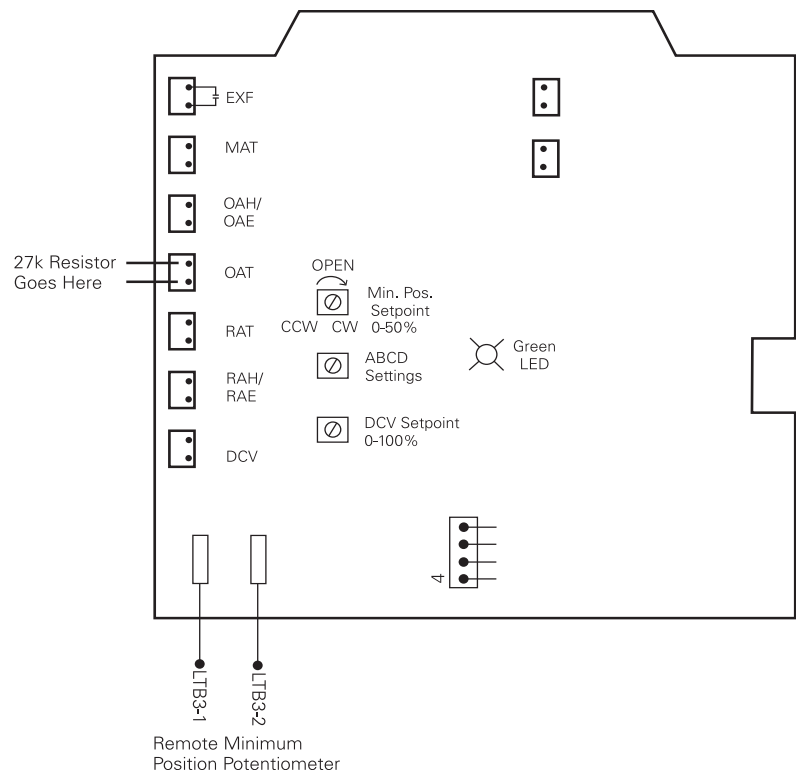 EXF
MAT
OAH/
OAE
27k Resistor
Goes Here
OAT
OPEN
Min. Pos.
Setpoint
0-50%
CCW CW
RAT
ABCD
Settings
Green
LED
RAH/
RAE
DCV Setpoint
0-100%
DCV
4
LTB3-1
LTB3-2
Remote Minimum
Position Potentiometer